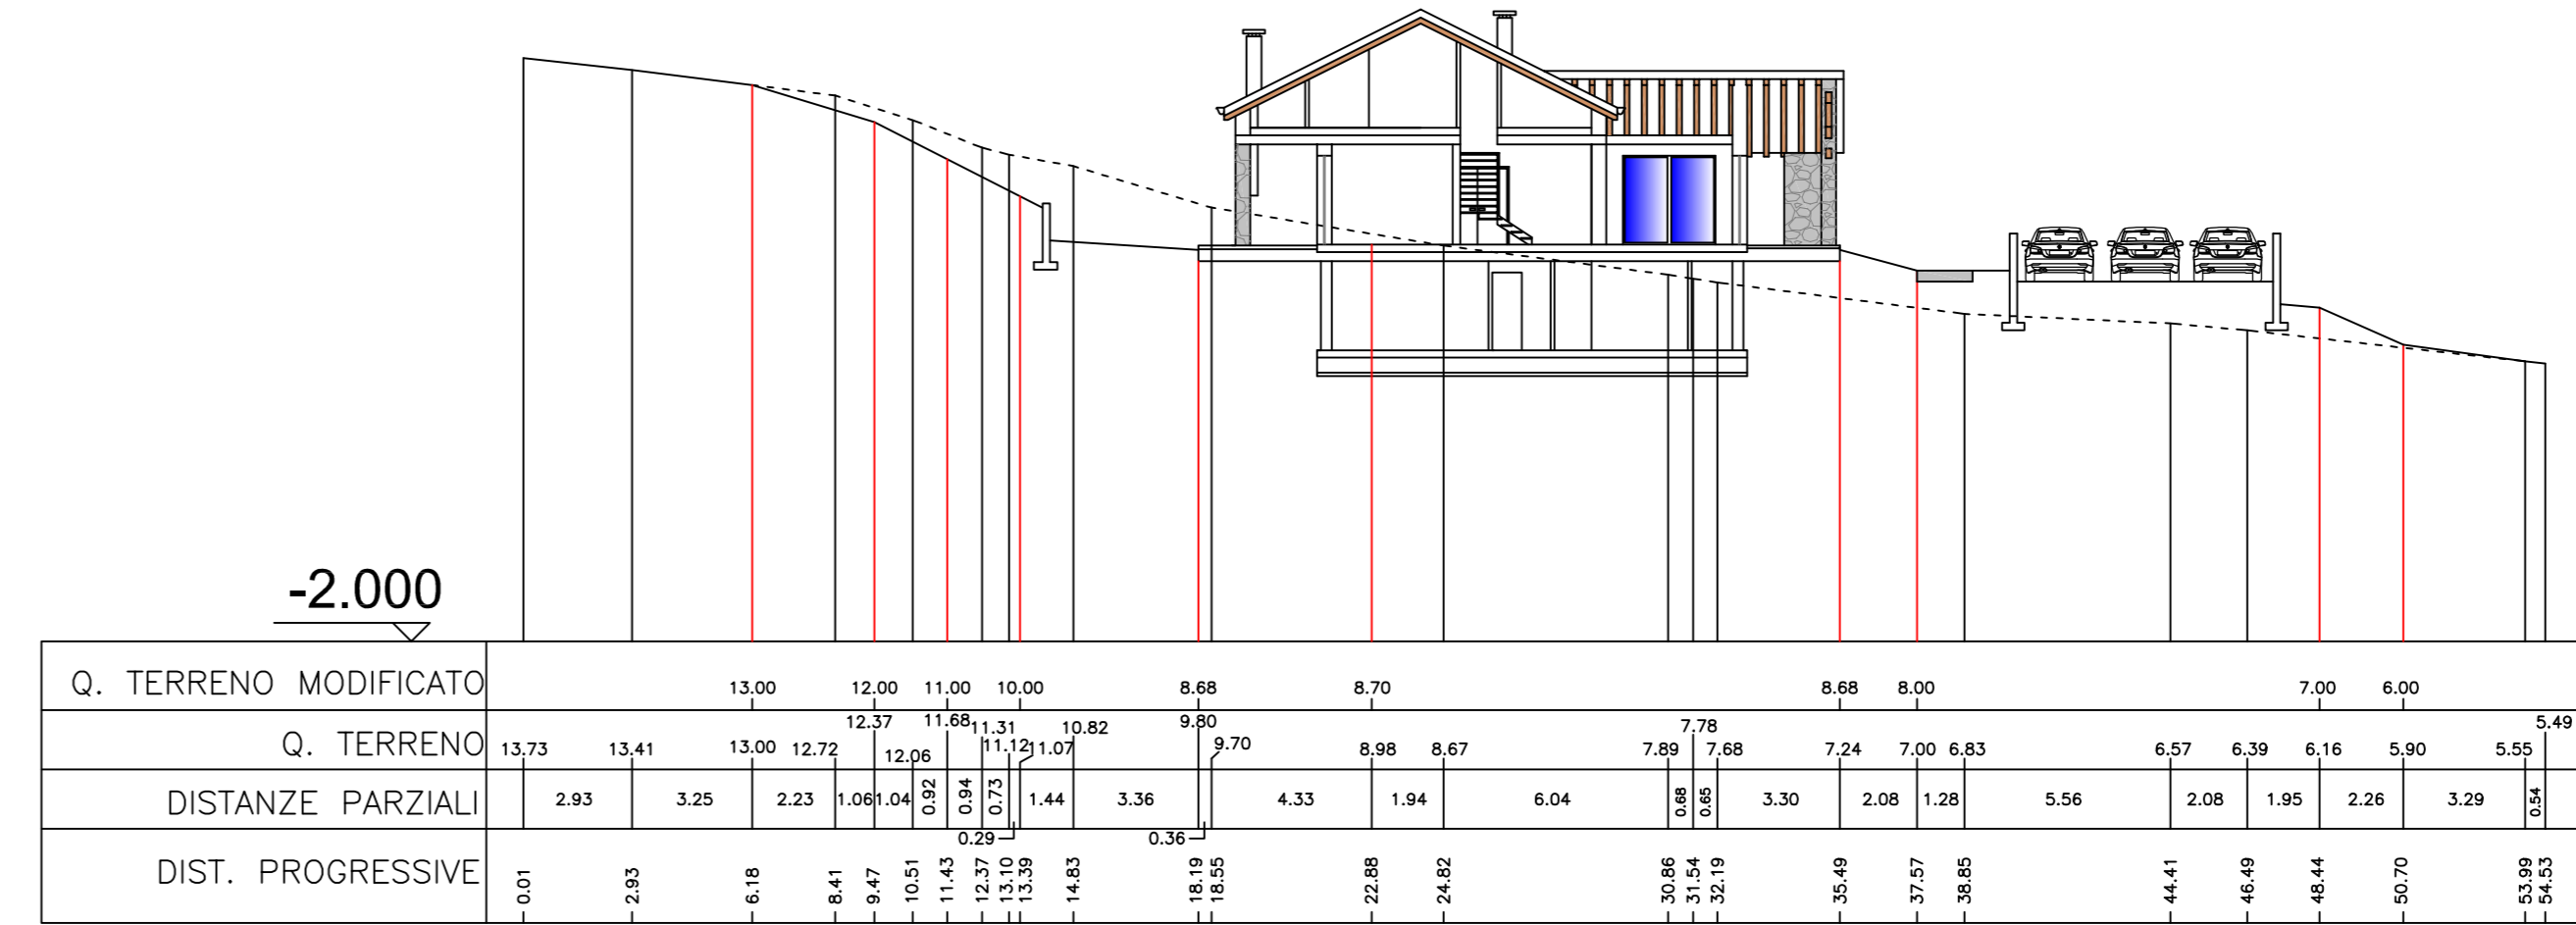 -2.000
Q. TERRENO MODIFICATO 13.00 12.00 11.00 10.00 8.68 8.70 8.68 8.00 7.00 6.00
Q. TERRENO 13.73 13.41 13.00 12.72 12.37 12.06 11.68 11.31 11.12 11.07 10.82 9.80 9.70 8.98 8.67 7.89 7.78 7.68 7.24 7.00 6.83 6.57 6.39 6.16 5.90 5.55 5.49
DISTANZE PARZIALI 2.93 3.25 2.23 1.06 1.04 0.92 0.94 0.73 0.29 1.44 3.36 0.36 4.33 1.94 6.04 0.68 0.65 3.30 2.08 1.28 5.56 2.08 1.95 2.26 3.29 0.54
DIST. PROGRESSIVE 0.01 2.93 6.18 8.41 9.47 10.51 11.43 12.37 13.10 13.39 14.83 18.19 18.55 22.88 24.82 30.86 31.54 32.19 35.49 37.57 38.85 44.41 46.49 48.44 50.70 53.99 54.53